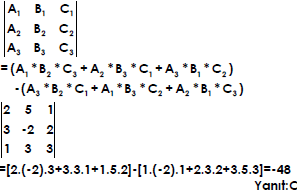 |A₁ B₁ C₁|
|A₂ B₂ C₂|
|A₃ B₃ C₃|
=(A₁*B₂*C₃+A₂*B₃*C₁+A₃*B₁*C₂)
-(A₃*B₂*C₁+A₁*B₃*C₂+A₂*B₁*C₃)
|2 5 1|
|3 -2 2|
|1 3 3|
=[2.(-2).3+3.3.1+1.5.2]-[1.(-2).1+2.3.2+3.5.3]=-48
Yanıt:C